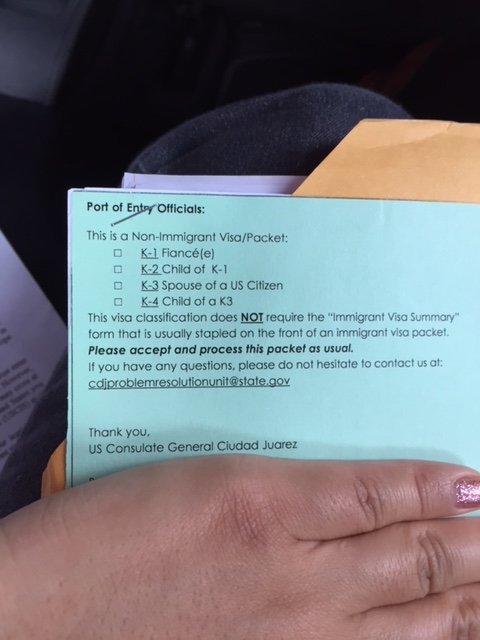 Port of Entry Officials:
This is a Non-Immigrant Visa/Packet:
☐ K-1 Fiancé(e)
☐ K-2 Child of K-1
☐ K-3 Spouse of a US Citizen
☐ K-4 Child of a K3
This visa classification does NOT require the "Immigrant Visa Summary"
form that is usually stapled on the front of an immigrant visa packet.
Please accept and process this packet as usual.
If you have any questions, please do not hesitate to contact us at:
cdjproblemresolutionunit@state.gov
Thank you,
US Consulate General Ciudad Juarez